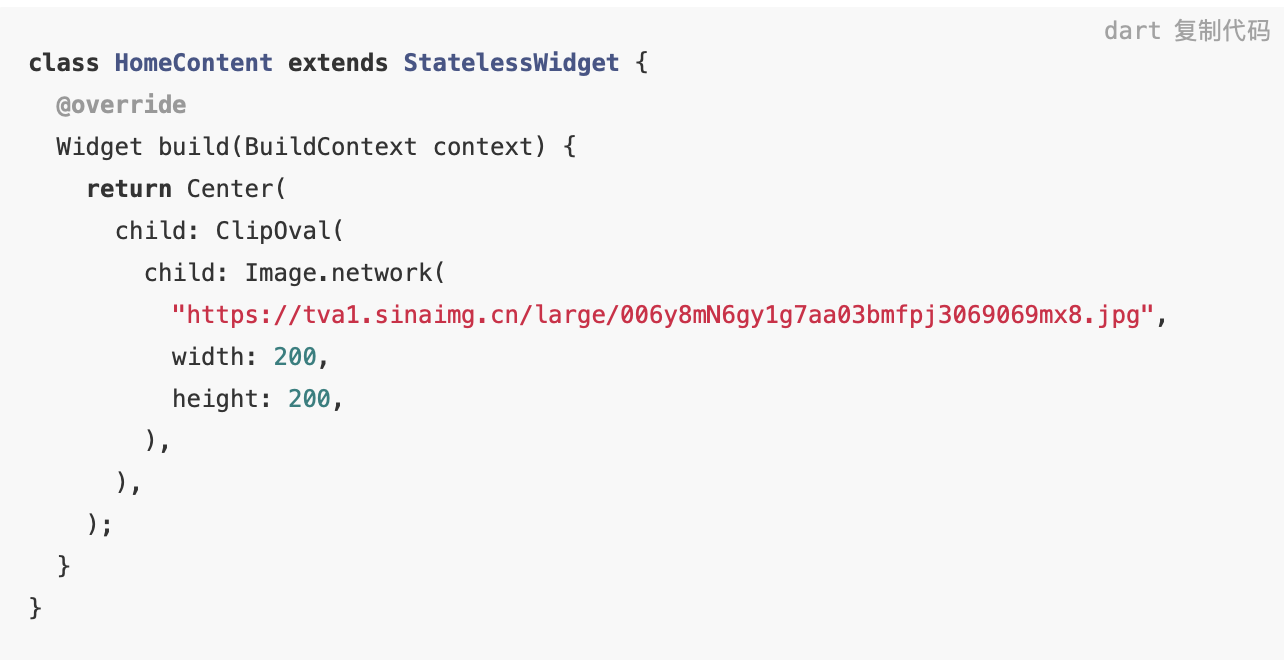 dart 复制代码
class HomeContent extends StatelessWidget {
  @override
  Widget build(BuildContext context) {
    return Center(
      child: ClipOval(
        child: Image.network(
          "https://tva1.sinaimg.cn/large/006y8mN6gy1g7aa03bmfpj3069069mx8.jpg",
          width: 200,
          height: 200,
        ),
      ),
    );
  }
}